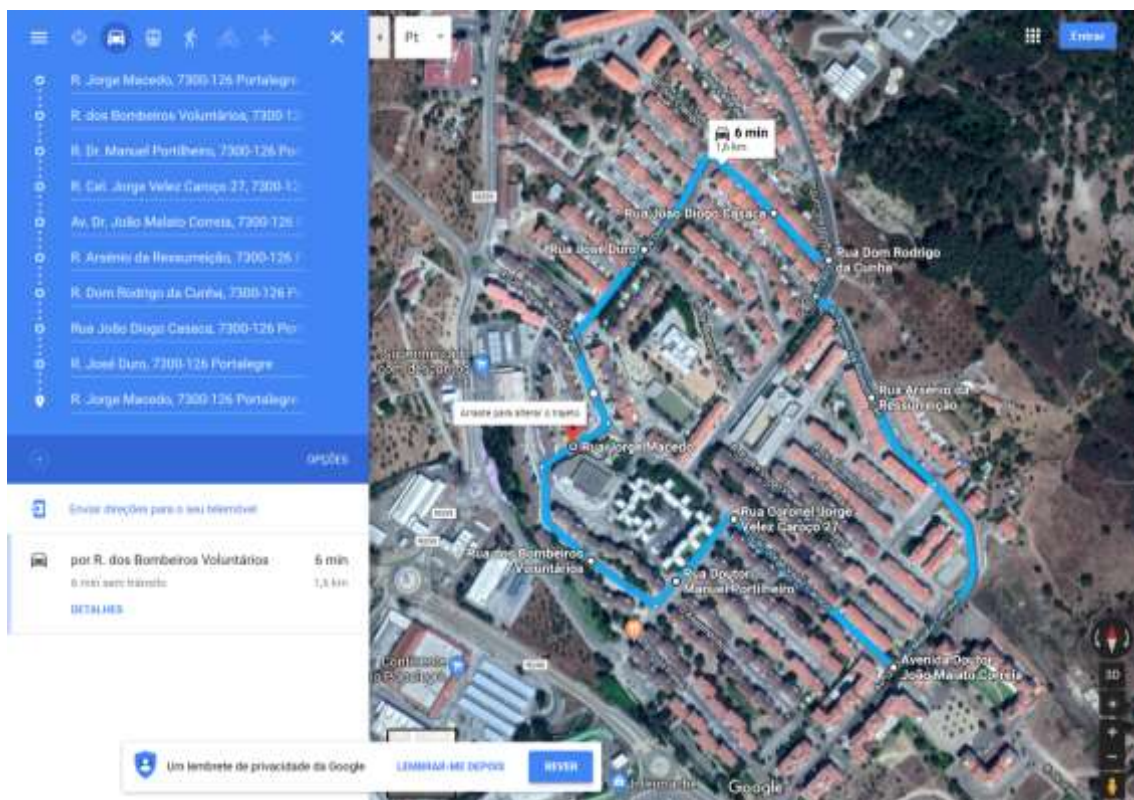 R. Jorge Macedo, 7300-126 Portalegre
R. dos Bombeiros Voluntários, 7300-12
R. Dr. Manuel Portilheiro, 7300-126 Por
R. Cel. Jorge Velez Caroço 27, 7300-12
Av. Dr. João Malato Correia, 7300-126
R. Arsénio da Ressurreição, 7300-126
R. Dom Rodrigo da Cunha, 7300-126 P
Rua João Diogo Casaca, 7300-126 Por
R. José Duro, 7300-126 Portalegre
R. Jorge Macedo, 7300-126 Portalegre
OPÇÕES
Enviar direções para o seu telemóvel
por R. dos Bombeiros Voluntários 6 min
6 min sem trânsito 1,6 km
DETALHES
Pt
Entrar
6 min
1,6 km
Rua João Diogo Casaca
Rua José Duro
Rua Dom Rodrigo
da Cunha
Supermercado
Rua Arsénio da
Ressurreição
Arraste para alterar o trajeto
Rua Jorge Macedo
Rua Coronel Jorge
Velez Caroço 27
Rua dos Bombeiros
Voluntários
Rua Doutor
Manuel Portilheiro
Avenida Doutor
João Malato Correia
Continente
3D
Um lembrete de privacidade da Google LEMBRAR-ME DEPOIS REVER
Intermarché
Google